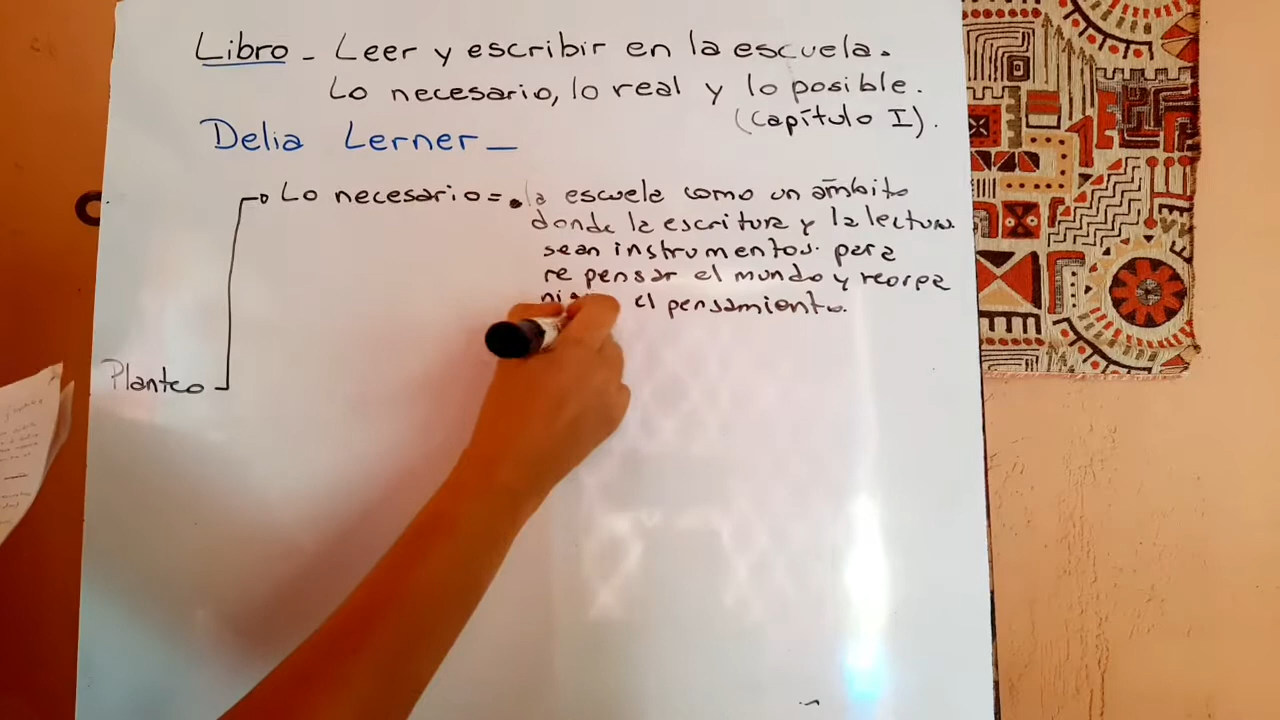 Libro - Leer y escribir en la escuela.
Lo necesario, lo real y lo posible.
(Capítulo I).
Delia Lerner -
Lo necesario = la escuela como un ámbito
donde la escritura y la lectura
sean instrumentos para
repensar el mundo y reorga
el pensamiento.
Planteo